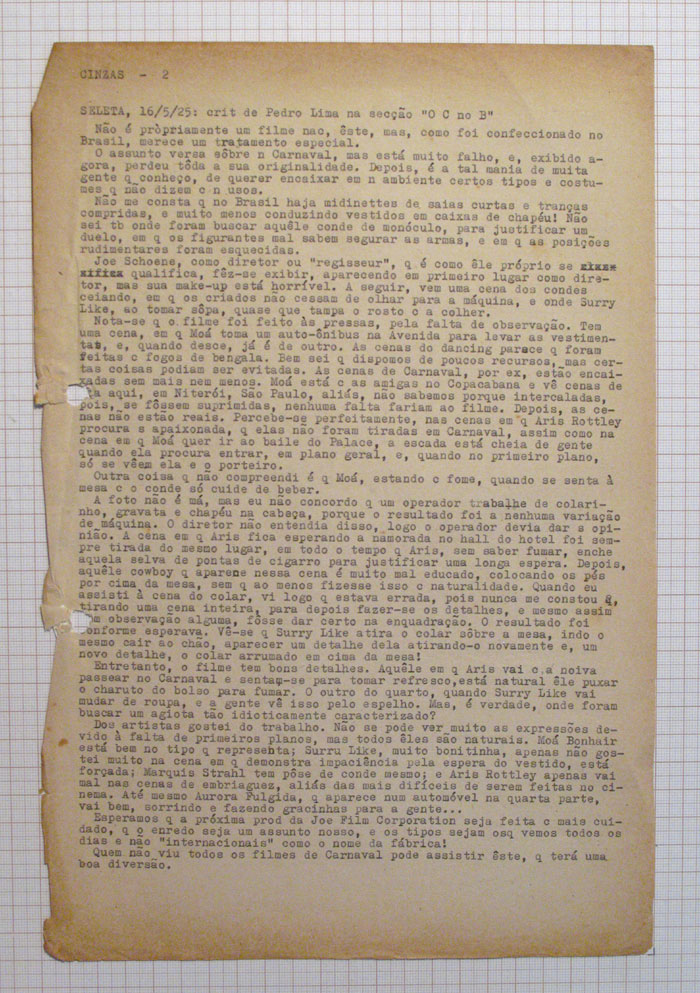 CINZAS - 2
SELETA, 16/5/25: crit de Pedro Lima na secção "O C no B"
Não é pròpriamente um filme nac, êste, mas, como foi confeccionado no
Brasil, merece um tratamento especial.
O assunto versa sôbre n Carnaval, mas está muito falho, e, exibido a-
gora, perdeu tôda a sua originalidade. Depois, é a tal mania de muita
gente q̃ conheço, de querer encaixar em n ambiente certos tipos e costu-
mes q̃ não dizem c n usos.
Não me consta q̃ no Brasil haja midinettes de saias curtas e tranças
compridas, e muito menos conduzindo vestidos em caixas de chapéu! Não
sei tb onde foram buscar aquêle conde de monóculo, para justificar um
duelo, em q̃ os figurantes mal sabem segurar as armas, e em q̃ as posições
rudimentares foram esquecidas.
Joe Schoene, como diretor ou "regisseur", q̃ é como êle próprio se
qualifica, fêz-se exibir, aparecendo em primeiro lugar como dire-
tor, mas sua make-up está horrível. A seguir, vem uma cena dos condes
ceiando, em q̃ os criados não cessam de olhar para a máquina, e onde Surry
Like, ao tomar sôpa, quase que tampa o rosto c a colher.
Nota-se q̃ o filme foi feito às pressas, pela falta de observação. Tem
uma cena, em q̃ Moá toma um auto-ônibus na Avenida para levar as vestimen-
tas, e, quando desce, já é de outro. As cenas do dancing parece q̃ foram
feitas c fogos de bengala. Bem sei q̃ dispomos de poucos recursos, mas cer-
tas coisas podiam ser evitadas. As cenas de Carnaval, por ex, estão encai-
xadas sem mais nem menos. Moá está c as amigas no Copacabana e vê cenas de
ta aqui, em Niterói, São Paulo, aliás, não sabemos porque intercaladas,
pois, se fôssem suprimidas, nenhuma falta fariam ao filme. Depois, as ce-
nas não estão reais. Percebe-se perfeitamente, nas cenas em q̃ Aris Rottley
procura s apaixonada, q̃ elas não foram tiradas em Carnaval, assim como na
cena em q̃ Moá quer ir ao baile do Palace, a escada está cheia de gente
quando ela procura entrar, em plano geral, e, quando no primeiro plano,
só se vêem ela e o porteiro.
Outra coisa q̃ não compreendi é q̃ Moá, estando c fome, quando se senta à
mesa c o conde só cuide de beber.
A foto não é má, mas eu não concordo q̃ um operador trabalhe de colari-
nho, gravata e chapéu na cabeça, porque o resultado foi a nenhuma variação
de máquina. O diretor não entendia disso, logo o operador devia dar s opi-
nião. A cena em q̃ Aris fica esperando a namorada no hall do hotel foi sem-
pre tirada do mesmo lugar, em todo o tempo q̃ Aris, sem saber fumar, enche
aquela selva de pontas de cigarro para justificar uma longa espera. Depois,
aquêle cowboy q̃ aparene nessa cena é muito mal educado, colocando os pés
por cima da mesa, sem q̃ ao menos fizesse isso c naturalidade. Quando eu
assisti à cena do colar, vi logo q̃ estava errada, pois nunca me constou q̃,
tirando uma cena inteira, para depois fazer-se os detalhes, e mesmo assim
em observação alguma, fôsse dar certo na enquadração. O resultado foi
onforme esperava. Vê-se q̃ Surry Like atira o colar sôbre a mesa, indo o
mesmo cair ao chão, aparecer um detalhe dela atirando-o novamente e, um
novo detalhe, o colar arrumado em cima da mesa!
Entretanto, o filme tem bons detalhes. Aquêle em q̃ Aris vai c.a noiva
passear no Carnaval e sentam-se para tomar refresco,está natural êle puxar
o charuto do bolso para fumar. O outro do quarto, quando Surry Like vai
mudar de roupa, e a gente vê isso pelo espelho. Mas, é verdade, onde foram
buscar um agiota tão idioticamente caracterizado?
Dos artistas gostei do trabalho. Não se pode ver muito as expressões de-
vido à falta de primeiros planos, mas todos êles são naturais. Moá Bonhair
está bem no tipo q̃ representa; Surru Like, muito bonitinha, apenas não gos-
tei muito na cena em q̃ demonstra impaciência pela espera do vestido, está
forçada; Marquis Strahl tem pôse de conde mesmo; e Aris Rottley apenas vai
mal nas cenas de embriaguez, aliás das mais difíceis de serem feitas no ci-
nema. Até mesmo Aurora Fulgida, q̃ aparece num automóvel na quarta parte,
vai bem, sorrindo e fazendo gracinhas para a gente...
Esperamos q̃ a próxima prod da Joe Film Corporation seja feita c mais cui-
dado, q̃ o enredo seja um assunto nosso, e os tipos sejam osq vemos todos os
dias e não "internacionais" como o nome da fábrica!
Quem não viu todos os filmes de Carnaval pode assistir êste, q̃ terá uma
boa diversão.